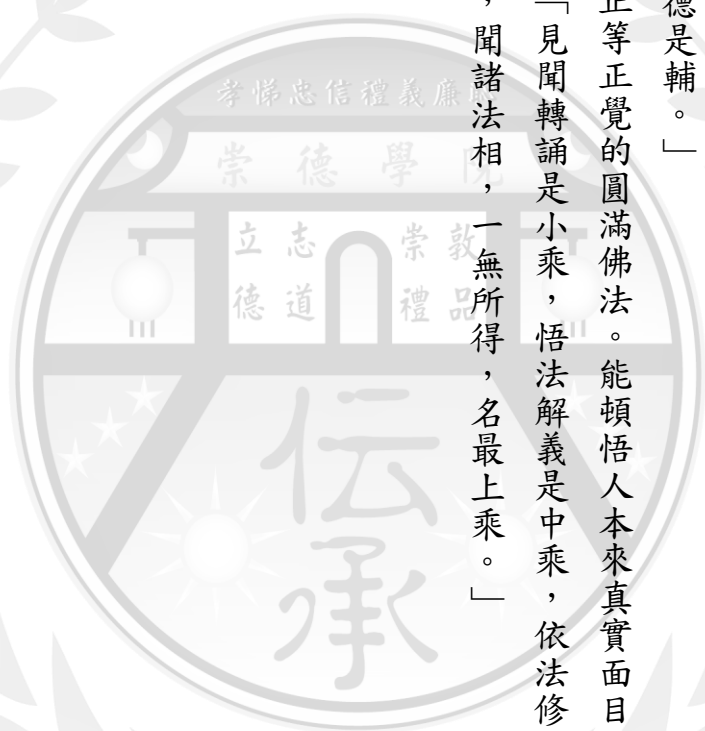 德是輔。」
正等正覺的圓滿佛法。能頓悟人本來真實面目
「見聞轉誦是小乘，悟法解義是中乘，依法修
，聞諸法相，一無所得，名最上乘。」
孝悌忠信禮義廉
崇德學院
敦品
崇禮
志道
立德
伝承